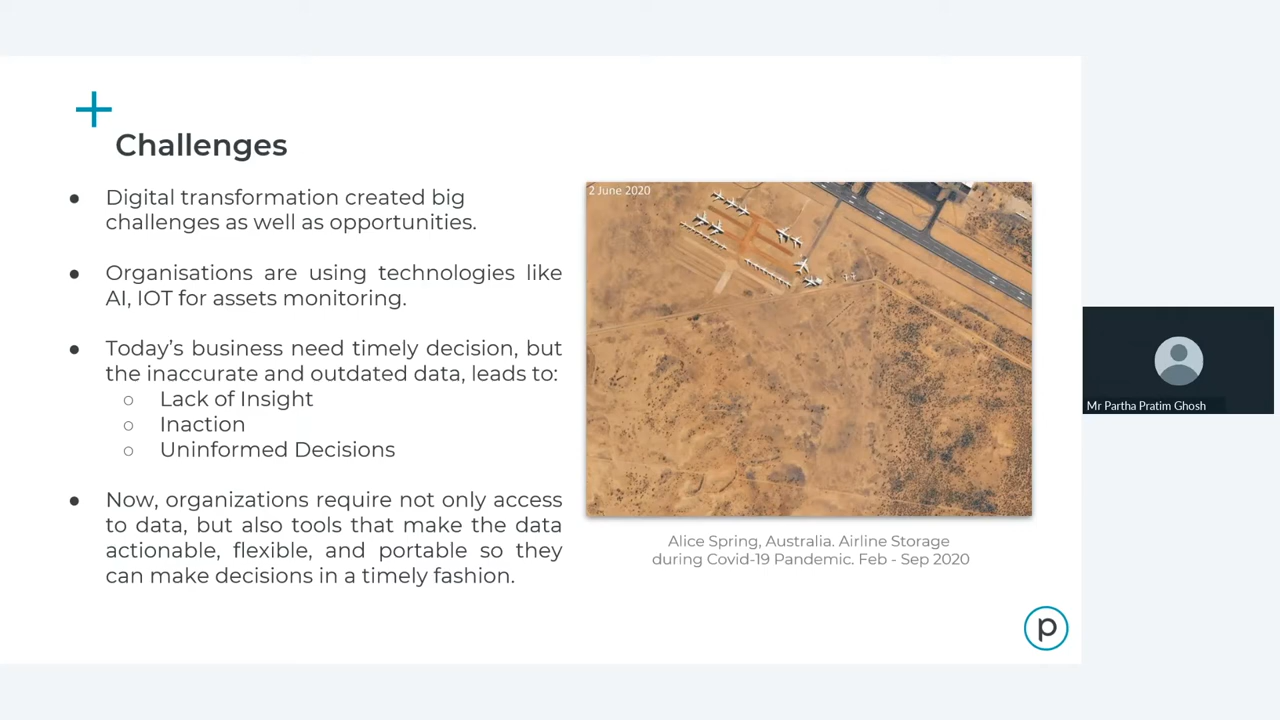 Challenges
● Digital transformation created big
challenges as well as opportunities.
● Organisations are using technologies like
AI, IOT for assets monitoring.
● Today's business need timely decision, but
the inaccurate and outdated data, leads to:
○ Lack of Insight
○ Inaction
○ Uninformed Decisions
● Now, organizations require not only access
to data, but also tools that make the data
actionable, flexible, and portable so they
can make decisions in a timely fashion.
2 June 2020
Alice Spring, Australia. Airline Storage
during Covid-19 Pandemic. Feb - Sep 2020
p
Mr Partha Pratim Ghosh